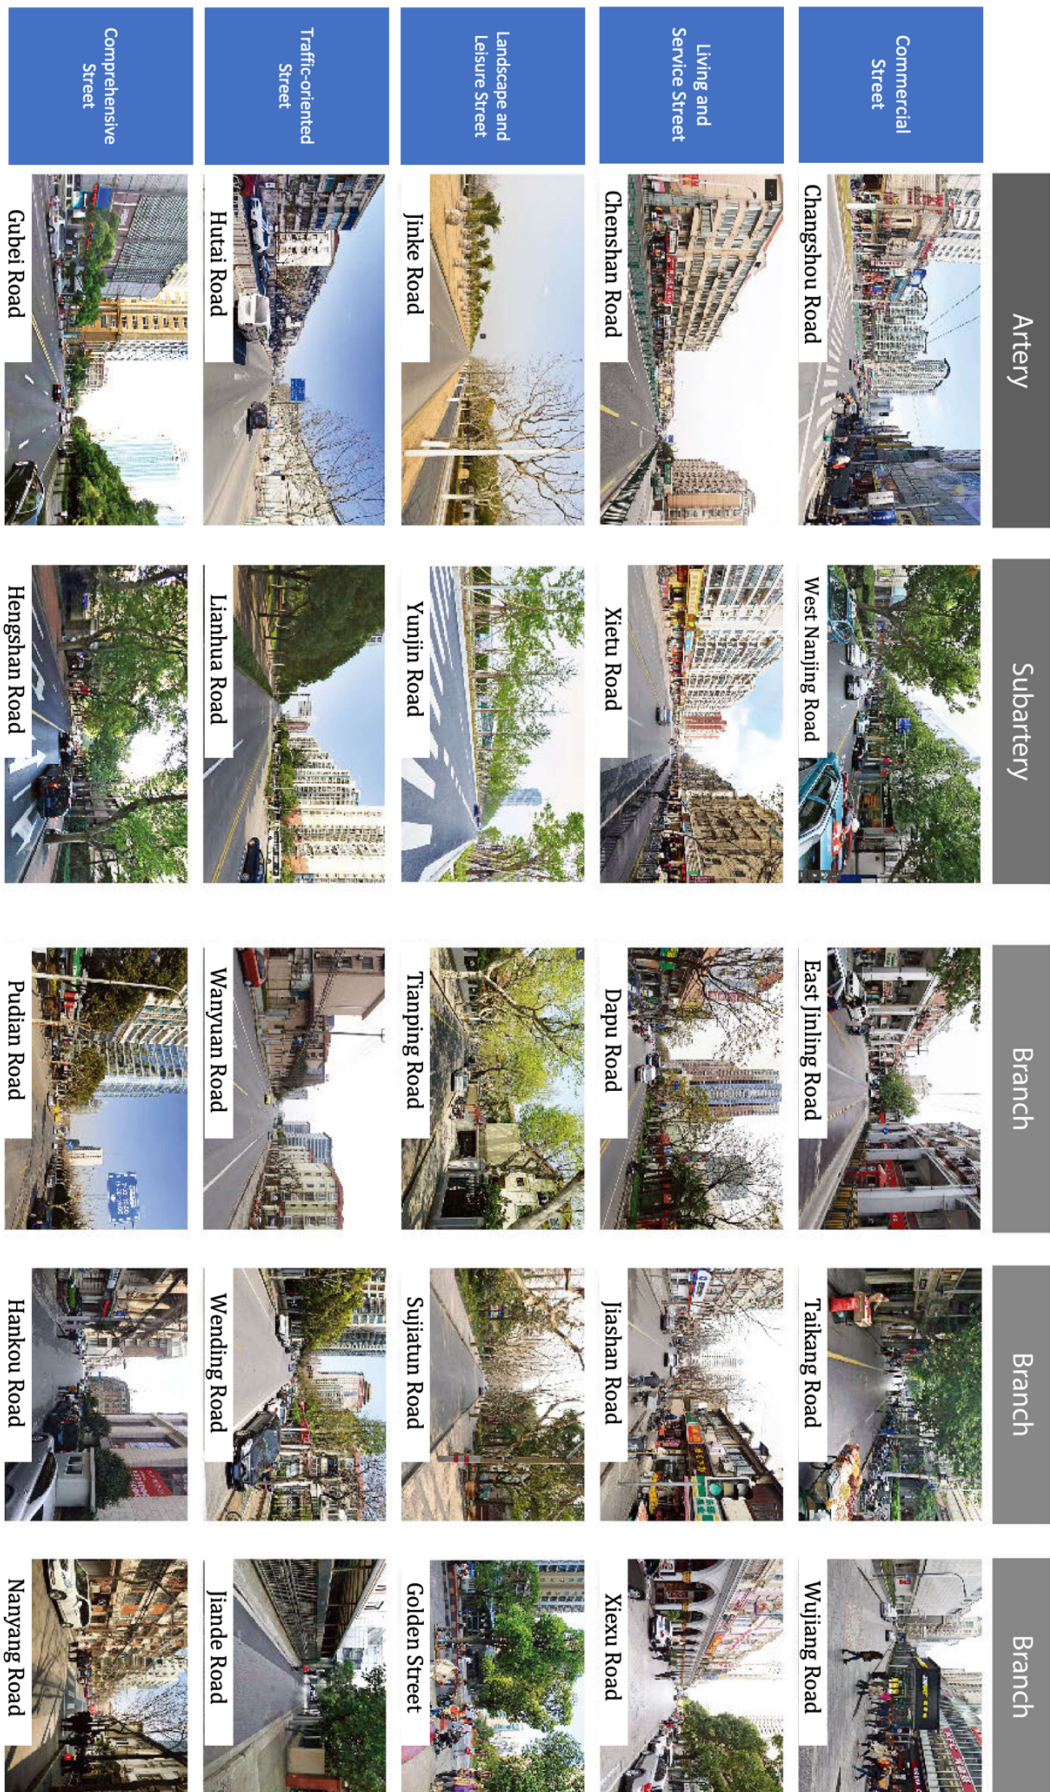 Artery
Subartery
Branch
Branch
Branch
Commercial
Street
Changshou Road
West Nanjing Road
East Jinling Road
Taikang Road
Wujiang Road
Living and
Service Street
Chenshan Road
Xietu Road
Dapu Road
Jiashan Road
Xiexu Road
Landscape and
Leisure Street
Jinke Road
Yunjin Road
Tianping Road
Sujiatun Road
Golden Street
Traffic-oriented
Street
Hutai Road
Lianhua Road
Wanyuan Road
Wending Road
Jiande Road
Comprehensive
Street
Gubei Road
Hengshan Road
Pudian Road
Hankou Road
Nanyang Road